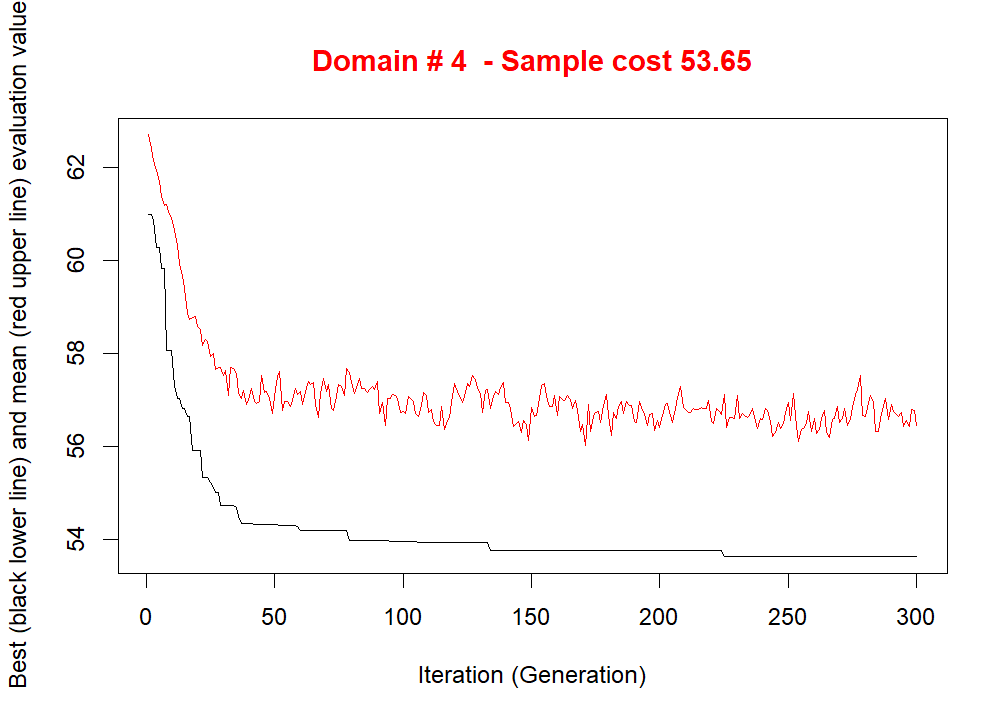 Domain # 4  - Sample cost 53.65
Best (black lower line) and mean (red upper line) evaluation value
62
60
58
56
54
0 50 100 150 200 250 300
Iteration (Generation)